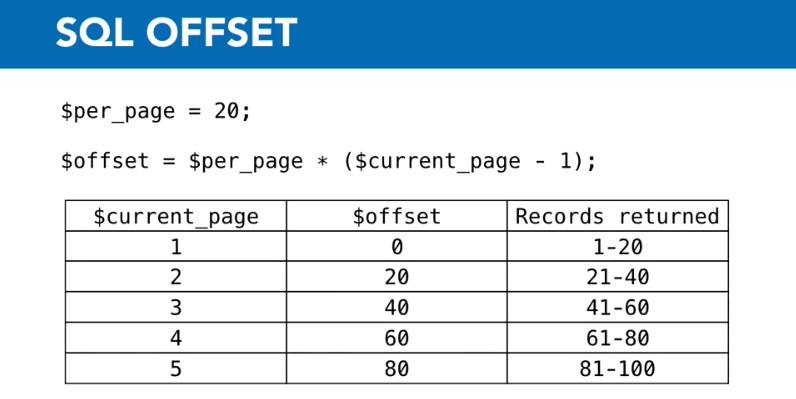 SQL OFFSET
$per_page = 20;
$offset = $per_page * ($current_page - 1);
$current_page $offset Records returned
1 0 1-20
2 20 21-40
3 40 41-60
4 60 61-80
5 80 81-100